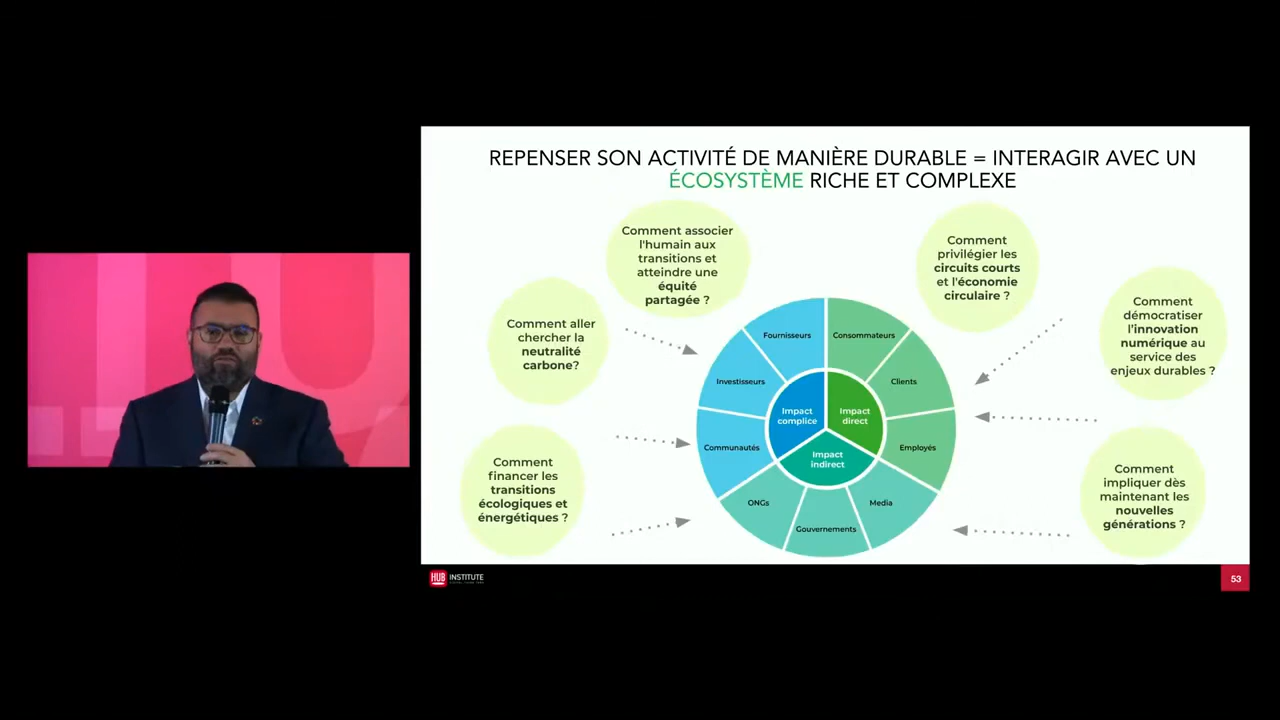 REPENSER SON ACTIVITÉ DE MANIÈRE DURABLE = INTERAGIR AVEC UN
ÉCOSYSTÈME RICHE ET COMPLEXE
Comment associer
l'humain aux
transitions et
atteindre une
équité
partagée ?
Comment
privilégier les
circuits courts
et l'économie
circulaire ?
Comment aller
chercher la
neutralité
carbone?
Comment
démocratiser
l'innovation
numérique au
service des
enjeux durables ?
Comment
financer les
transitions
écologiques et
énergétiques ?
Comment
impliquer dès
maintenant les
nouvelles
générations ?
Fournisseurs
Consommateurs
Investisseurs
Clients
Communautés
Employés
ONGs
Media
Gouvernements
Impact
complice
Impact
direct
Impact
indirect
HUB
INSTITUTE
53